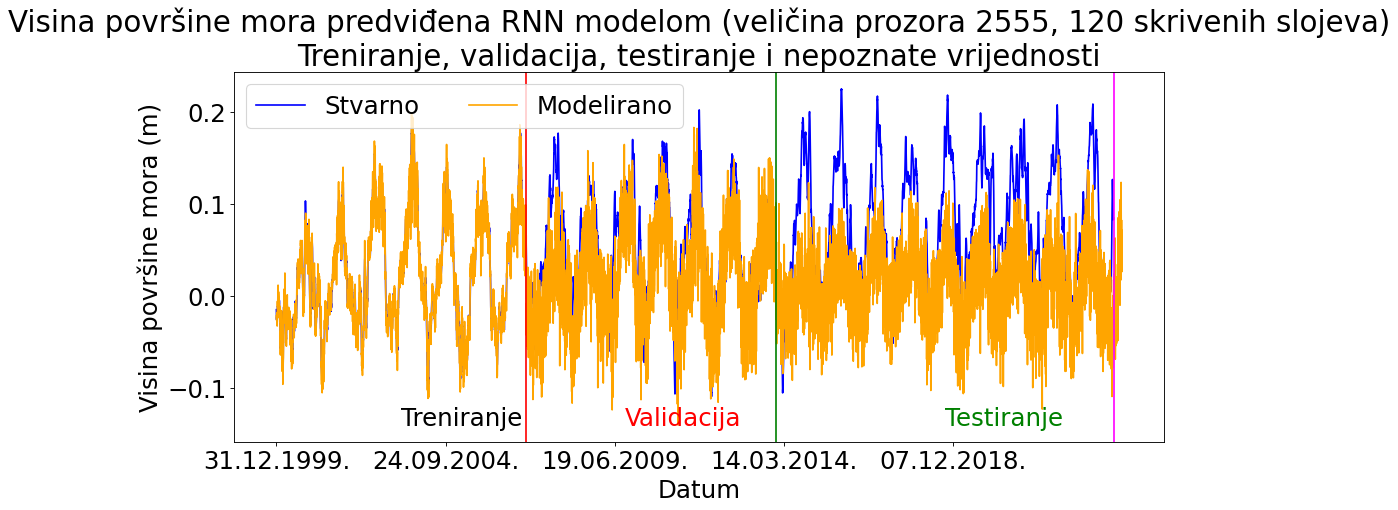 Visina površine mora predviđena RNN modelom (veličina prozora 2555, 120 skrivenih slojeva)
Treniranje, validacija, testiranje i nepoznate vrijednosti
Stvarno Modelirano
Visina površine mora (m)
0.2
0.1
0.0
−0.1
Treniranje Validacija Testiranje
31.12.1999. 24.09.2004. 19.06.2009. 14.03.2014. 07.12.2018.
Datum